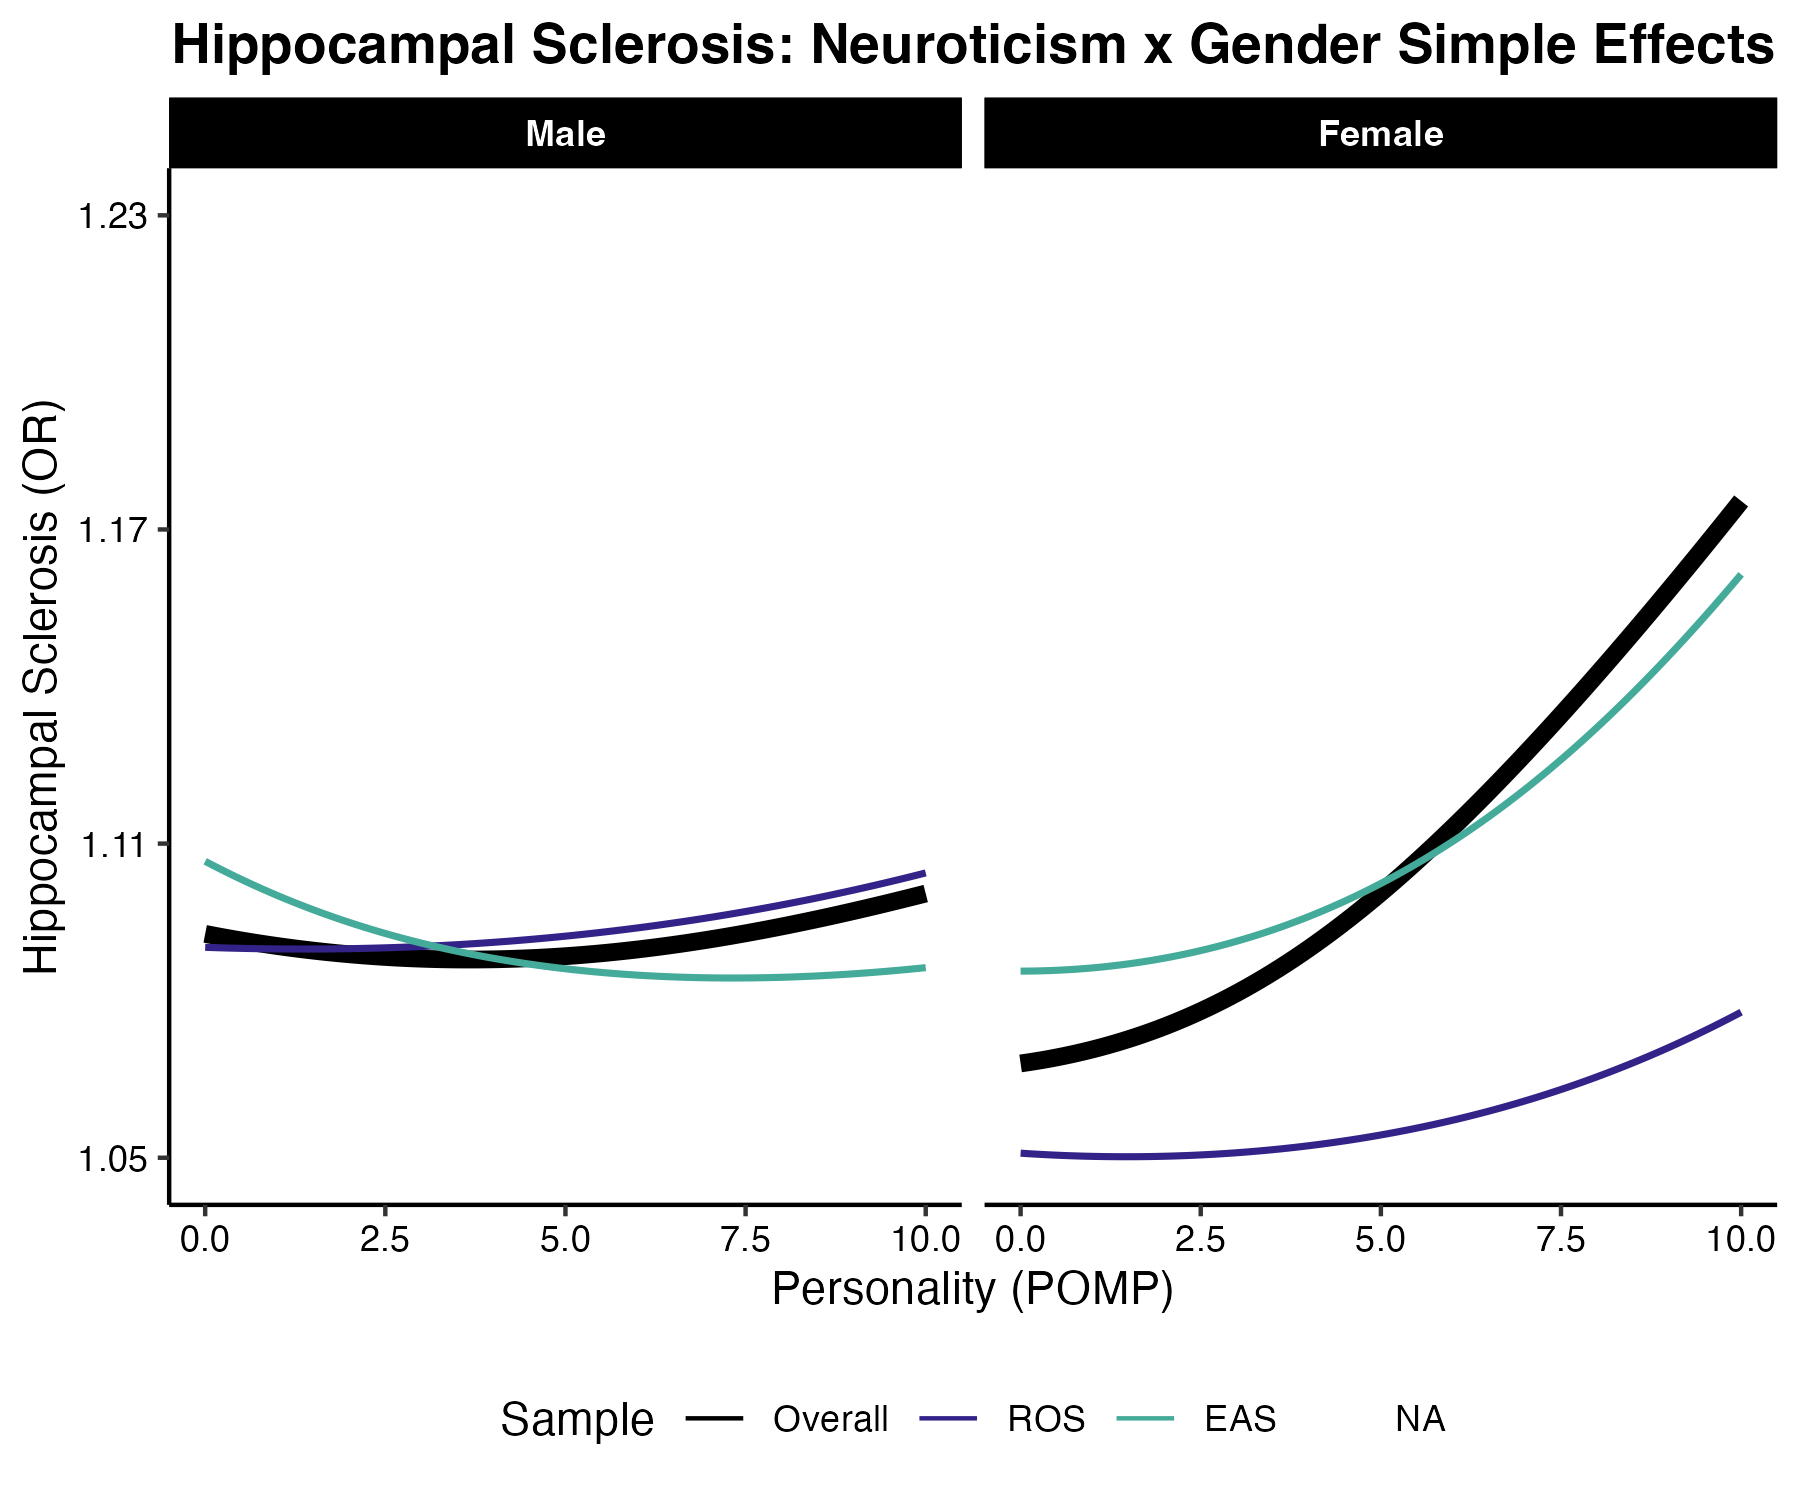 Hippocampal Sclerosis: Neuroticism x Gender Simple Effects
Male
Female
Hippocampal Sclerosis (OR)
1.23
1.17
1.11
1.05
0.0 2.5 5.0 7.5 10.0
0.0 2.5 5.0 7.5 10.0
Personality (POMP)
Sample Overall ROS EAS NA